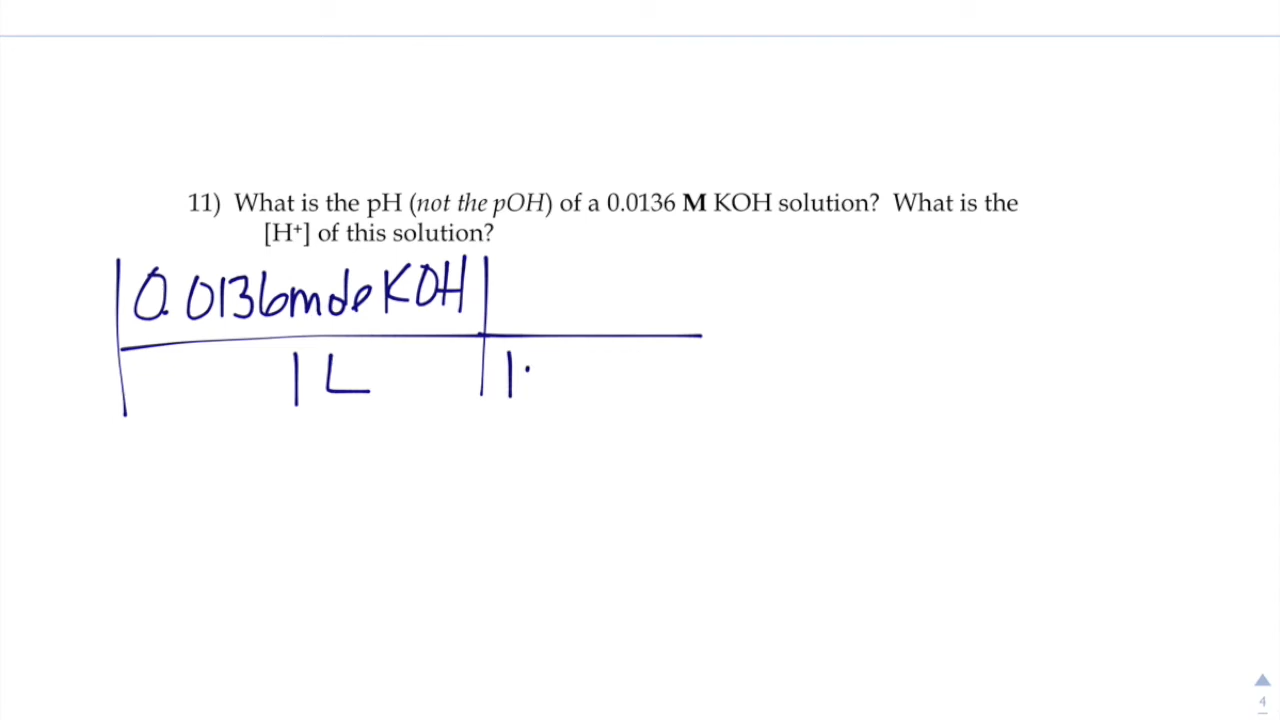 11) What is the pH (not the pOH) of a 0.0136 M KOH solution? What is the
[H⁺] of this solution?
0.0136 mole KOH
1 L 1
4